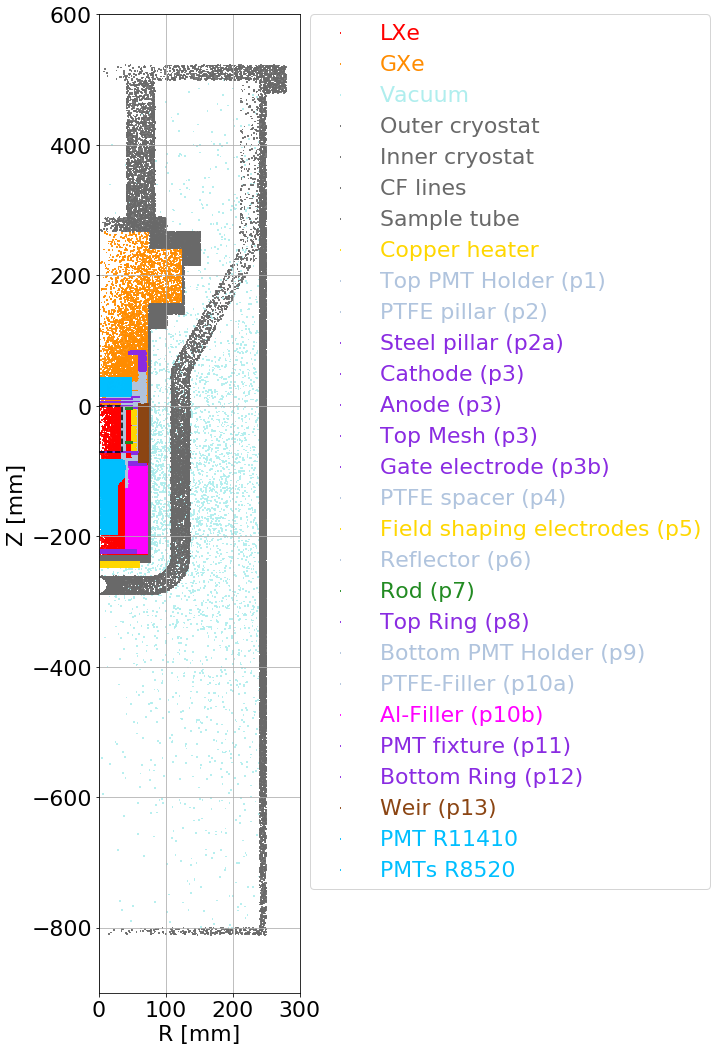 600
400
200
0
−200
−400
−600
−800
Z [mm]
0 100 200 300
R [mm]
LXe
GXe
Vacuum
Outer cryostat
Inner cryostat
CF lines
Sample tube
Copper heater
Top PMT Holder (p1)
PTFE pillar (p2)
Steel pillar (p2a)
Cathode (p3)
Anode (p3)
Top Mesh (p3)
Gate electrode (p3b)
PTFE spacer (p4)
Field shaping electrodes (p5)
Reflector (p6)
Rod (p7)
Top Ring (p8)
Bottom PMT Holder (p9)
PTFE-Filler (p10a)
Al-Filler (p10b)
PMT fixture (p11)
Bottom Ring (p12)
Weir (p13)
PMT R11410
PMTs R8520